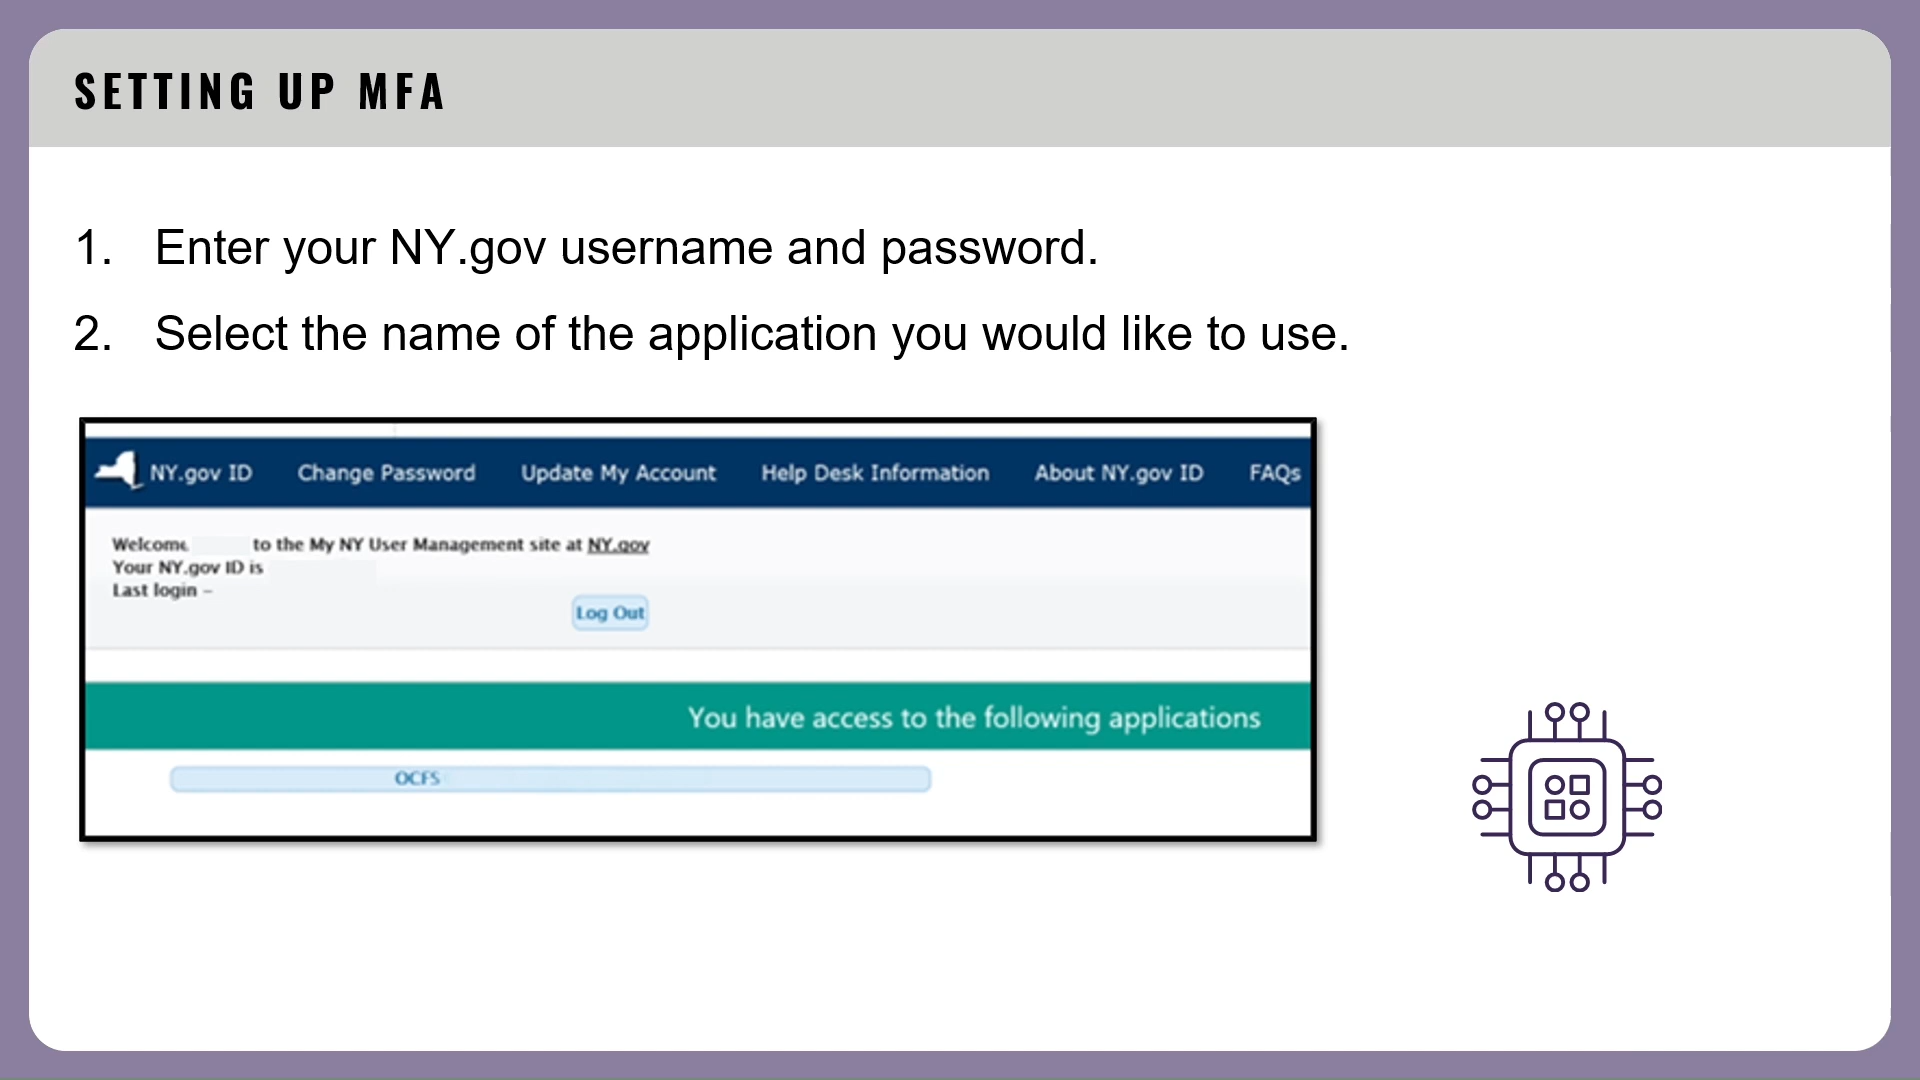 SETTING UP MFA
1. Enter your NY.gov username and password.
2. Select the name of the application you would like to use.
NY.gov ID Change Password Update My Account Help Desk Information About NY.gov ID FAQs
Welcome to the My NY User Management site at NY.gov
Your NY.gov ID is
Last login –
Log Out
You have access to the following applications
OCFS